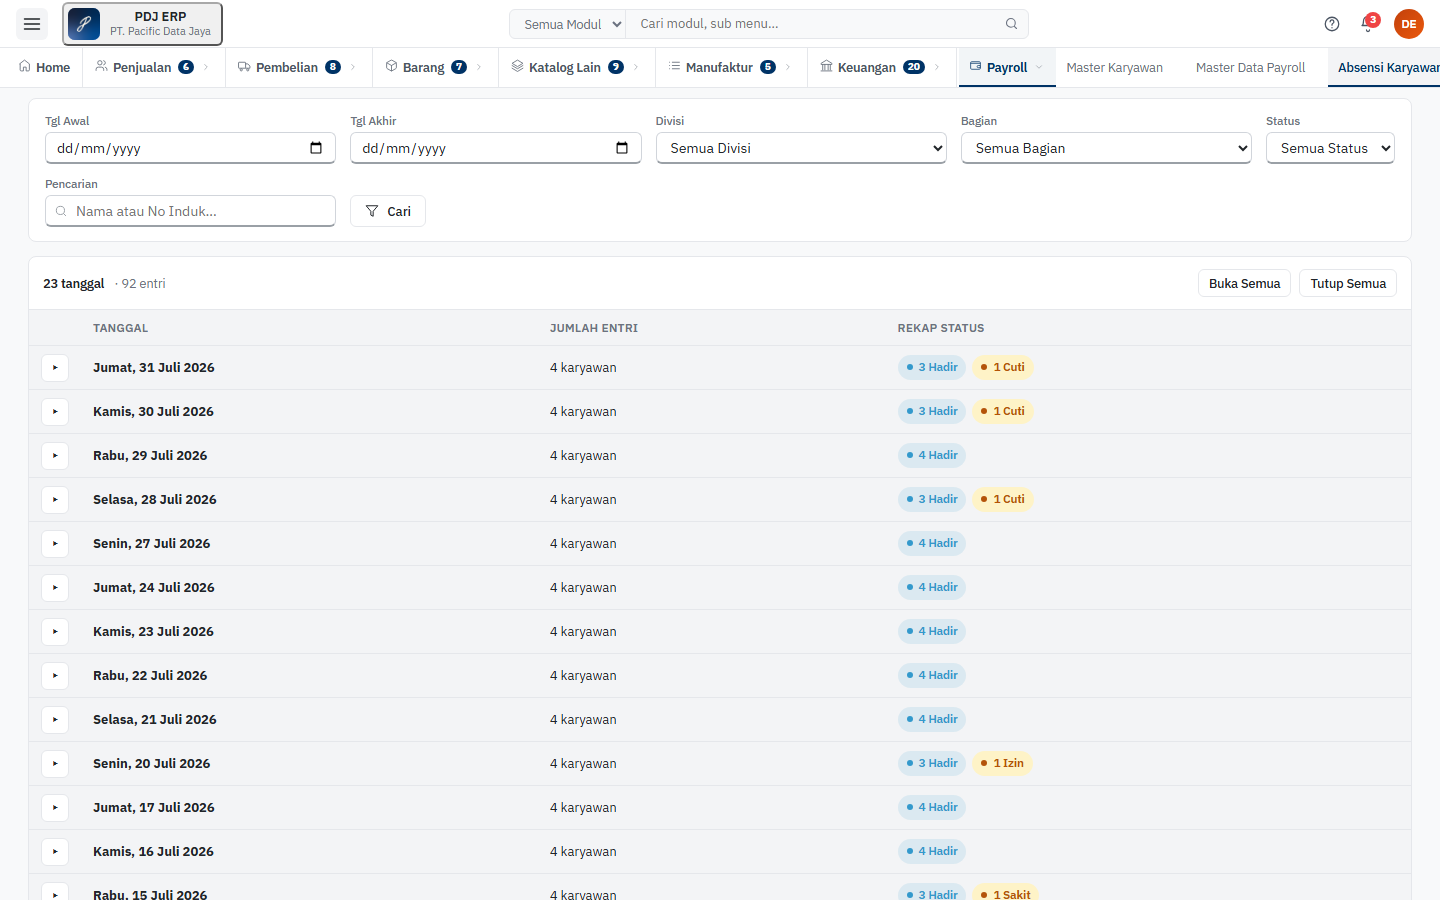 PDJ ERP
PT. Pacific Data Jaya
Semua Modul
Cari modul, sub menu...
3
DE
Home
Penjualan 6
Pembelian 8
Barang 7
Katalog Lain 9
Manufaktur 5
Keuangan 20
Payroll
Master Karyawan
Master Data Payroll
Absensi Karyawan
Tgl Awal
Tgl Akhir
Divisi
Bagian
Status
dd/mm/yyyy
dd/mm/yyyy
Semua Divisi
Semua Bagian
Semua Status
Pencarian
Nama atau No Induk...
Cari
23 tanggal · 92 entri
Buka Semua
Tutup Semua
TANGGAL JUMLAH ENTRI REKAP STATUS
Jumat, 31 Juli 2026 4 karyawan 3 Hadir 1 Cuti
Kamis, 30 Juli 2026 4 karyawan 3 Hadir 1 Cuti
Rabu, 29 Juli 2026 4 karyawan 4 Hadir
Selasa, 28 Juli 2026 4 karyawan 3 Hadir 1 Cuti
Senin, 27 Juli 2026 4 karyawan 4 Hadir
Jumat, 24 Juli 2026 4 karyawan 4 Hadir
Kamis, 23 Juli 2026 4 karyawan 4 Hadir
Rabu, 22 Juli 2026 4 karyawan 4 Hadir
Selasa, 21 Juli 2026 4 karyawan 4 Hadir
Senin, 20 Juli 2026 4 karyawan 3 Hadir 1 Izin
Jumat, 17 Juli 2026 4 karyawan 4 Hadir
Kamis, 16 Juli 2026 4 karyawan 4 Hadir
Rabu, 15 Juli 2026 4 karyawan 3 Hadir 1 Sakit